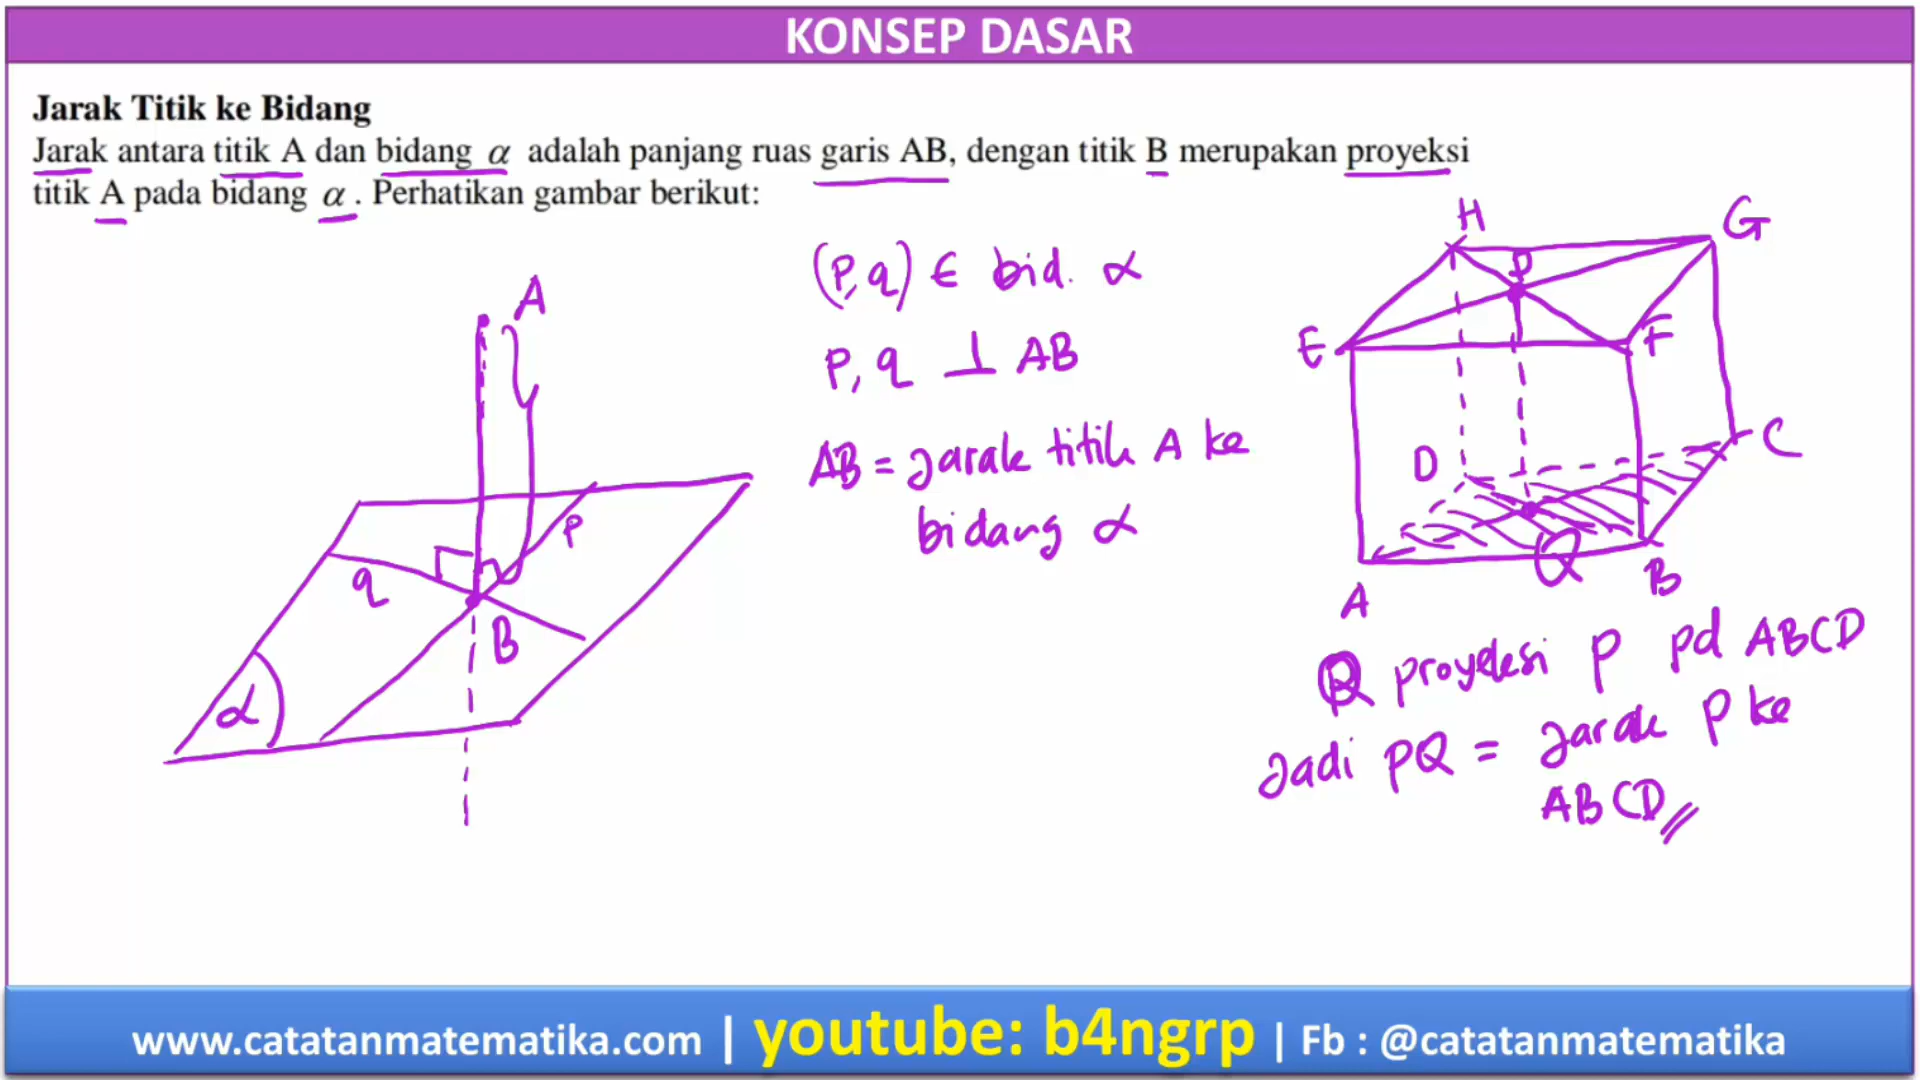 KONSEP DASAR
Jarak Titik ke Bidang
Jarak antara titik A dan bidang α adalah panjang ruas garis AB, dengan titik B merupakan proyeksi
titik A pada bidang α . Perhatikan gambar berikut:
A
p
q
B
α
(p,q) ∈ bid. α
p, q ⊥ AB
AB = jarak titik A ke
bidang α
H
G
P
E
F
D
C
Q
A
B
Q proyeksi P pd ABCD
Jadi PQ = Jarak P ke
ABCD
www.catatanmatematika.com | youtube: b4ngrp | Fb : @catatanmatematika